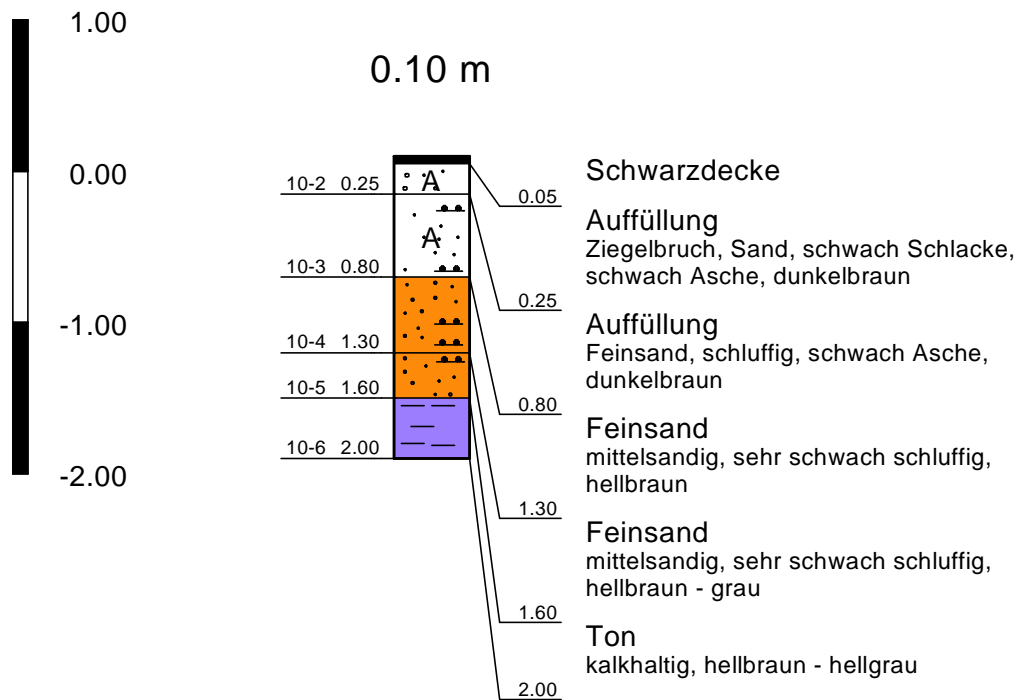 1.00
0.10 m
0.00
-1.00
-2.00
10-2 0.25
A
A
10-3 0.80
10-4 1.30
10-5 1.60
10-6 2.00
Schwarzdecke
0.05
Auffüllung
Ziegelbruch, Sand, schwach Schlacke,
schwach Asche, dunkelbraun
0.25
Auffüllung
Feinsand, schluffig, schwach Asche,
dunkelbraun
0.80
Feinsand
mittelsandig, sehr schwach schluffig,
hellbraun
1.30
Feinsand
mittelsandig, sehr schwach schluffig,
hellbraun - grau
1.60
Ton
kalkhaltig, hellbraun - hellgrau
2.00